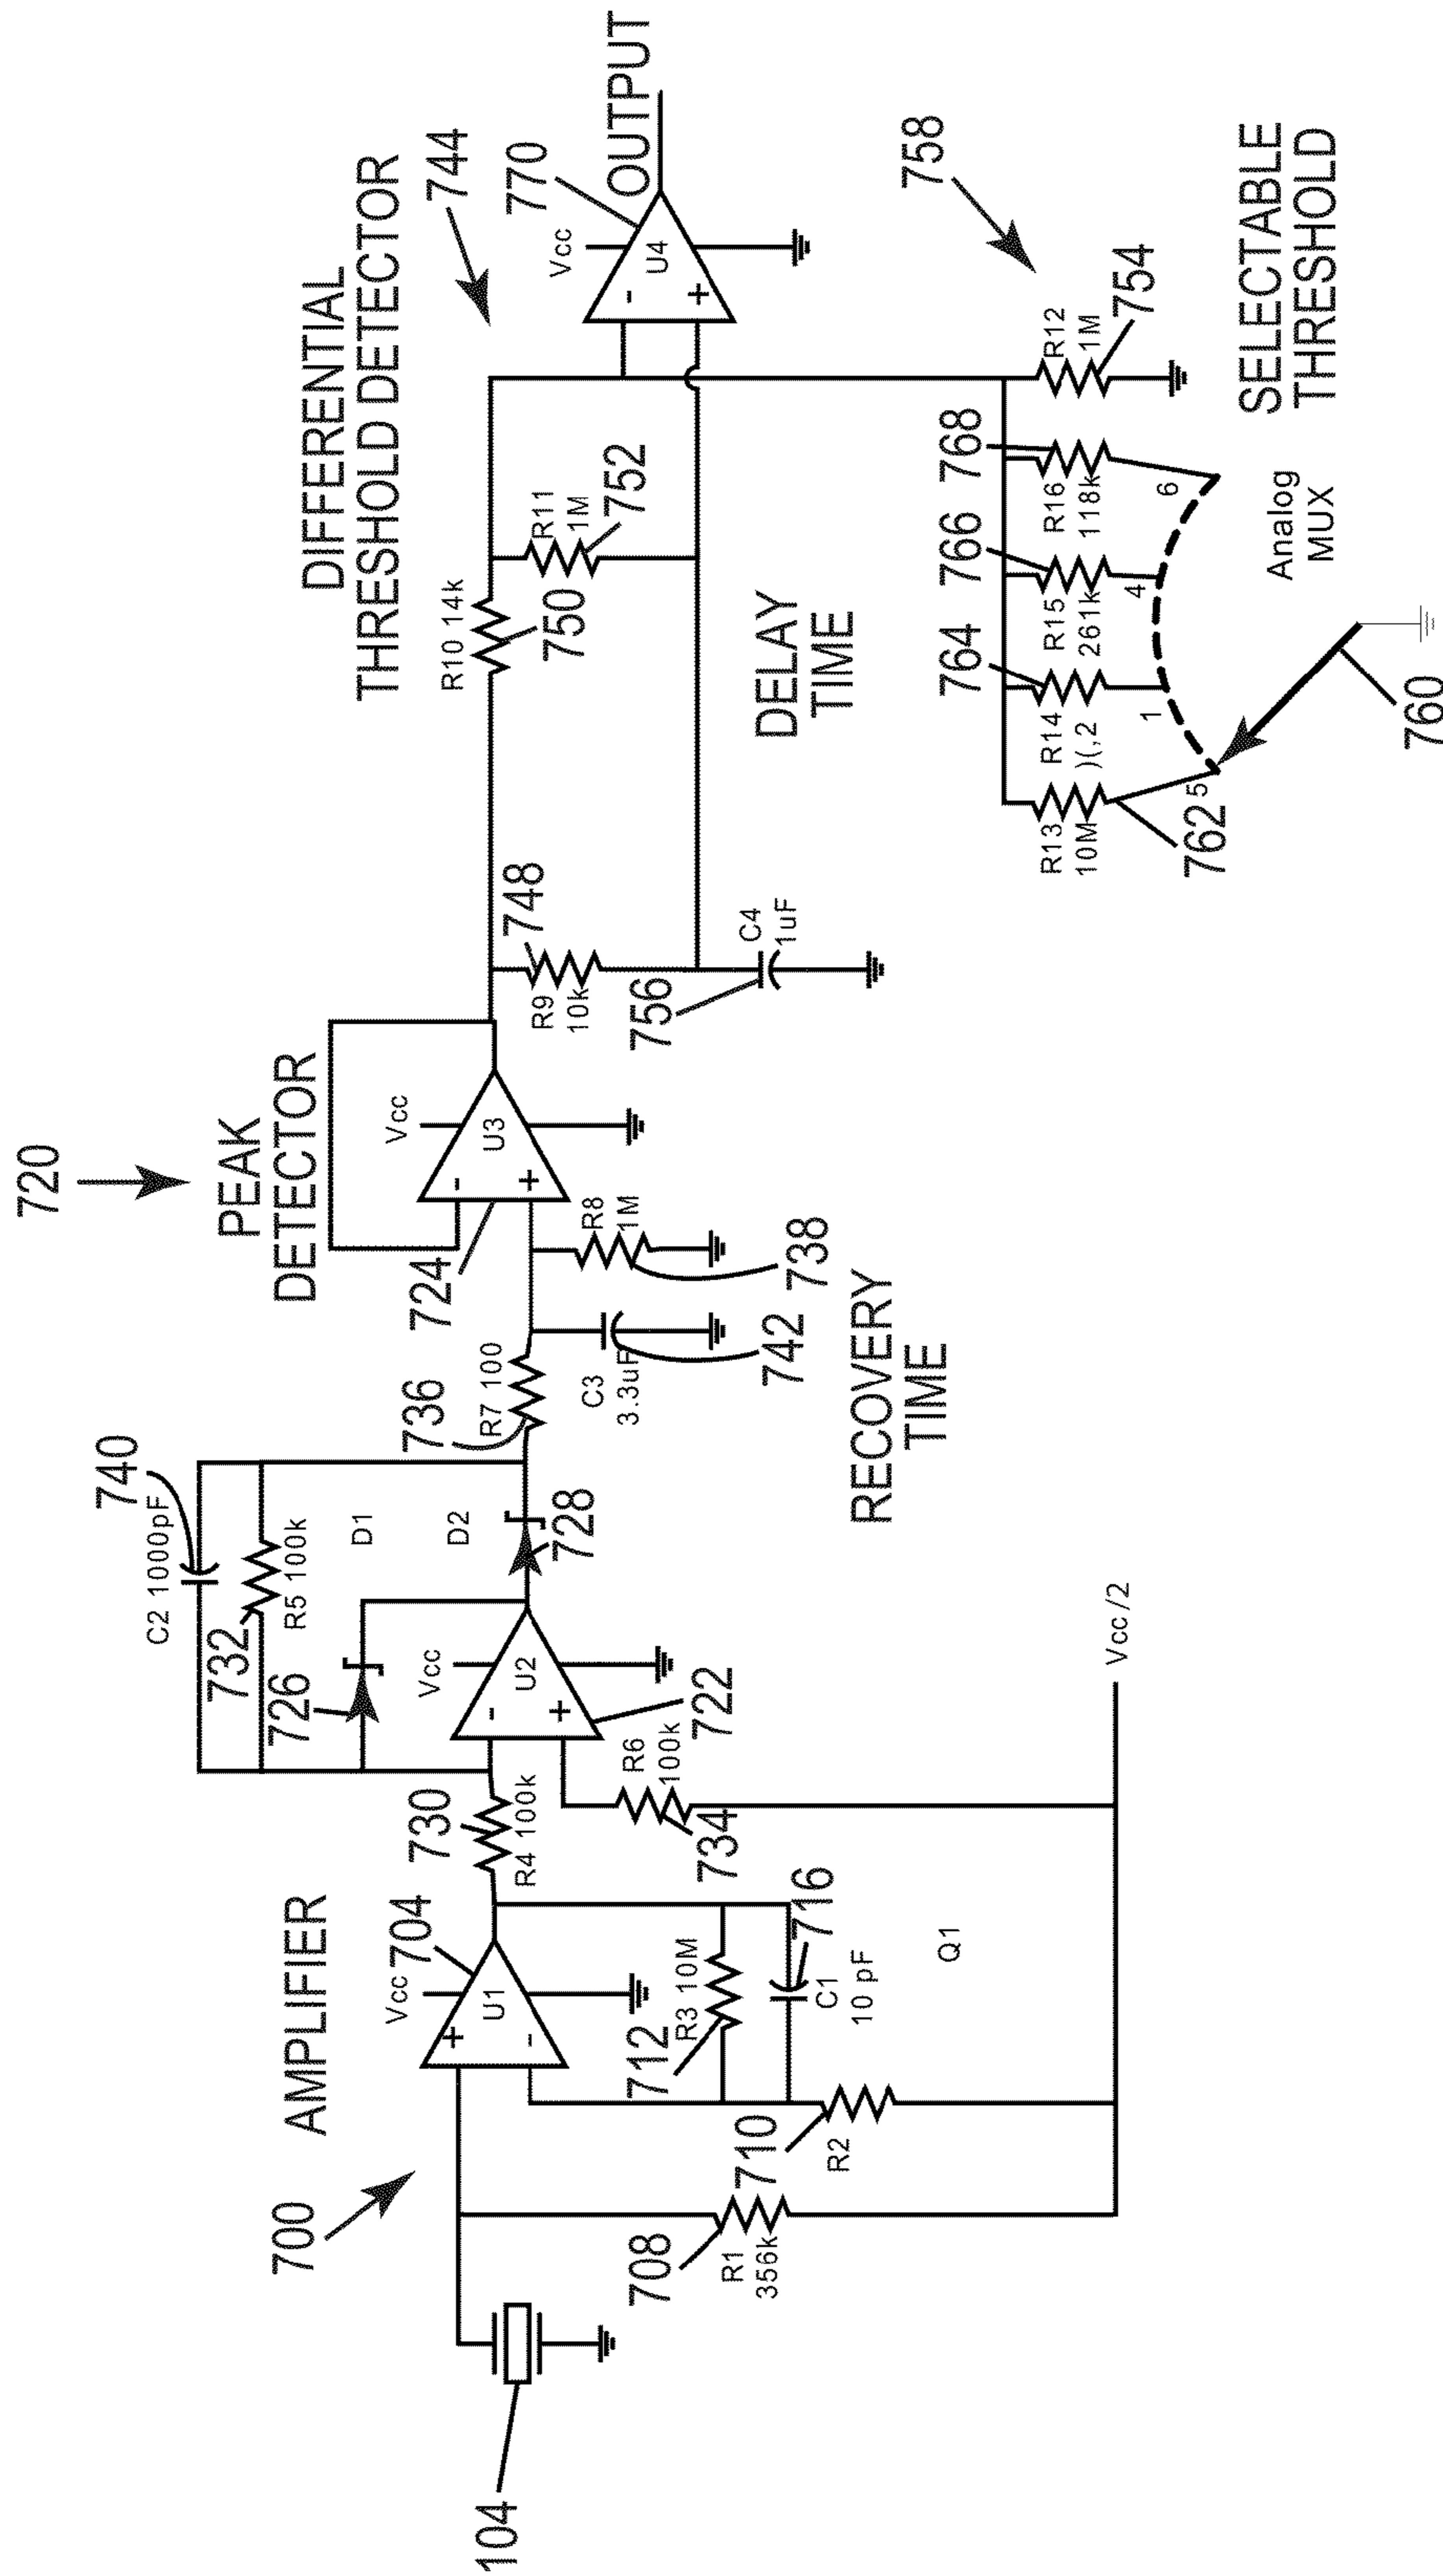 720
PEAK
DETECTOR
DIFFERENTIAL
THRESHOLD DETECTOR
744
700
AMPLIFIER
104
Vcc
704
+
-
U1
708
R1
356k
710
R2
712
R3 10M
716
C1
10 pF
Q1
Vcc/2
730
R4 100k
740
C2 1000pF
732
R5 100k
726
D1
D2
728
Vcc
-
+
U2
722
R6
100k
734
736
R7 100
C3
3.3uF
742
R8
1M
738
RECOVERY
TIME
724
Vcc
-
+
U3
748
R9
10k
756
C4
1uF
DELAY
TIME
R10 14k
750
R11
1M
752
Vcc
770
-
+
U4
OUTPUT
758
R12
1M
754
764
766
768
R13
10M
R14
)(,2
R15
261k
R16
118k
762
5
1
4
6
Analog
MUX
760
SELECTABLE
THRESHOLD